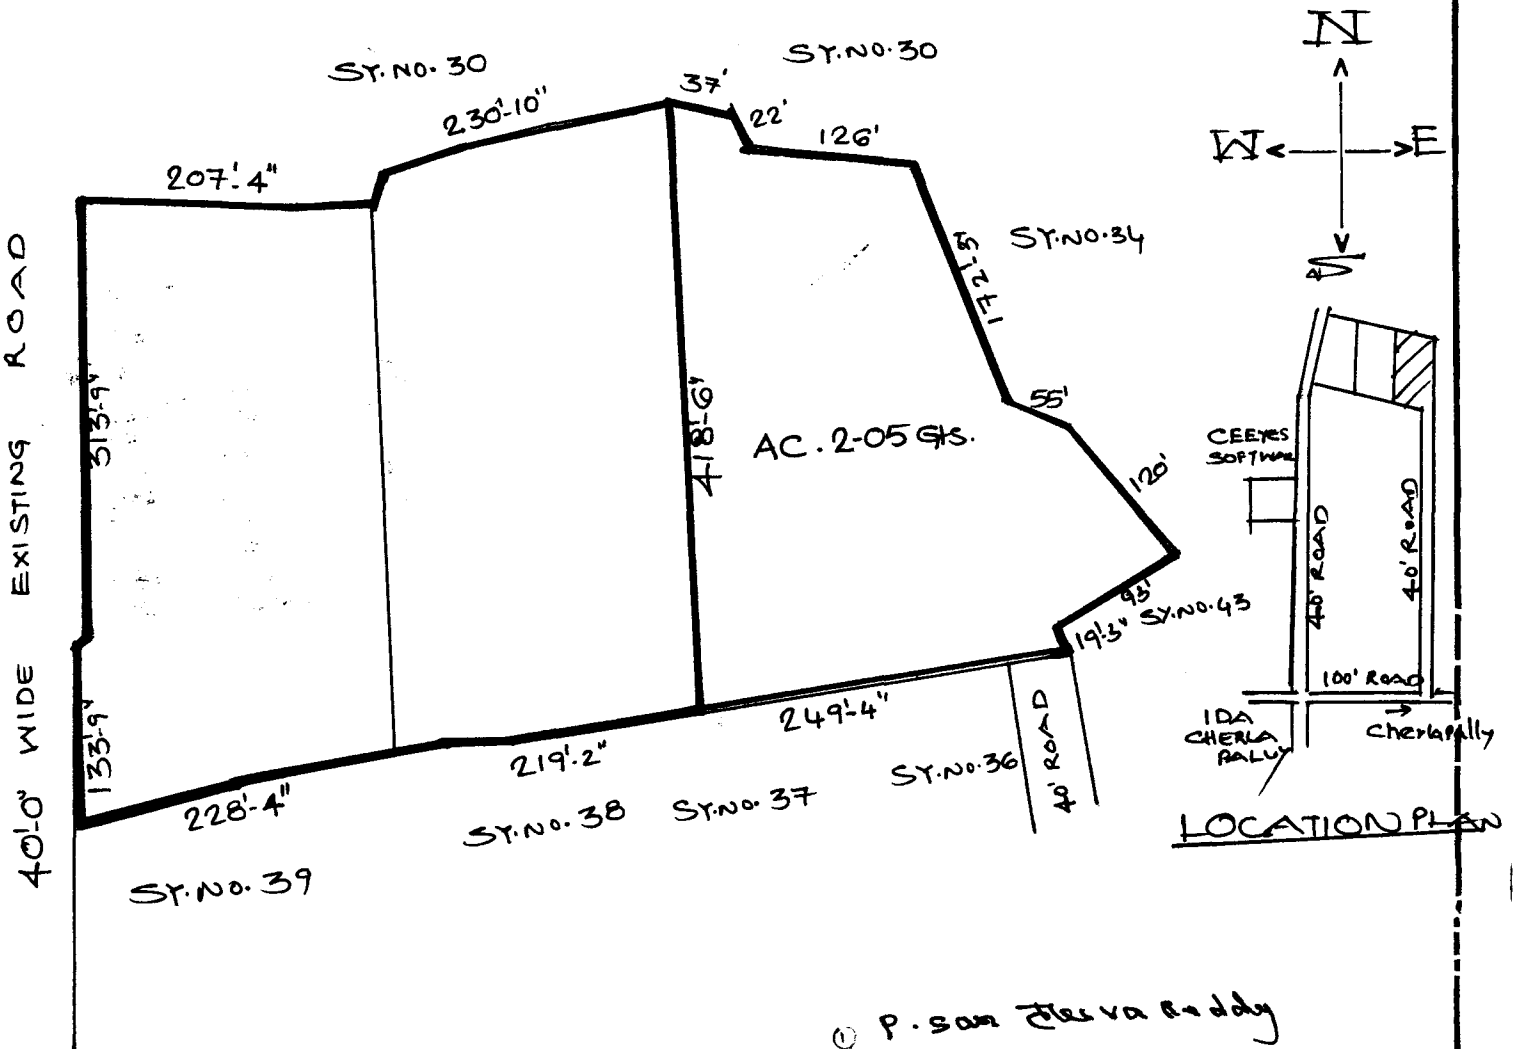 N
W E
S
SY.NO.30
SY.NO.30
37'
22'
230'-10"
126'
207'-4"
SY.NO.34
172'-5'
40'-0" WIDE EXISTING ROAD
313'-9"
418'-6"
AC. 2-05 Gts.
55'
120'
93'
SY.NO.43
19'-3"
133'-9"
249'-4"
219'-2"
228'-4"
SY.NO.36
40' ROAD
SY.NO.37
SY.NO.38
SY.NO.39
CEEYES
SOFTWAR
40' ROAD
40' ROAD
100' ROAD
IDA
CHERLA
PALLY
Cherlapally
LOCATION PLAN
① P.